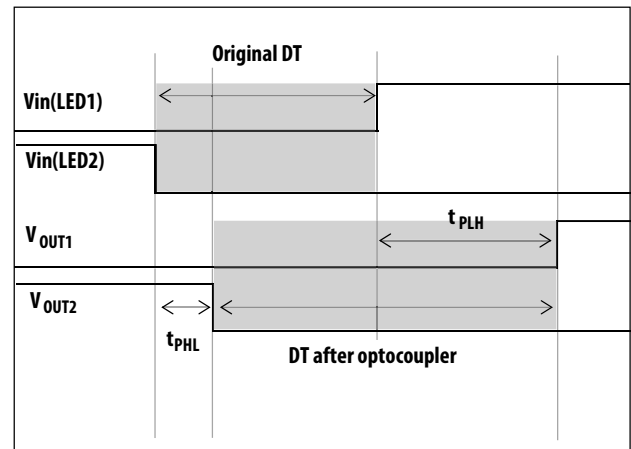 Original DT
Vin(LED1)
Vin(LED2)
t PLH
V OUT1
V OUT2
t PHL
DT after optocoupler